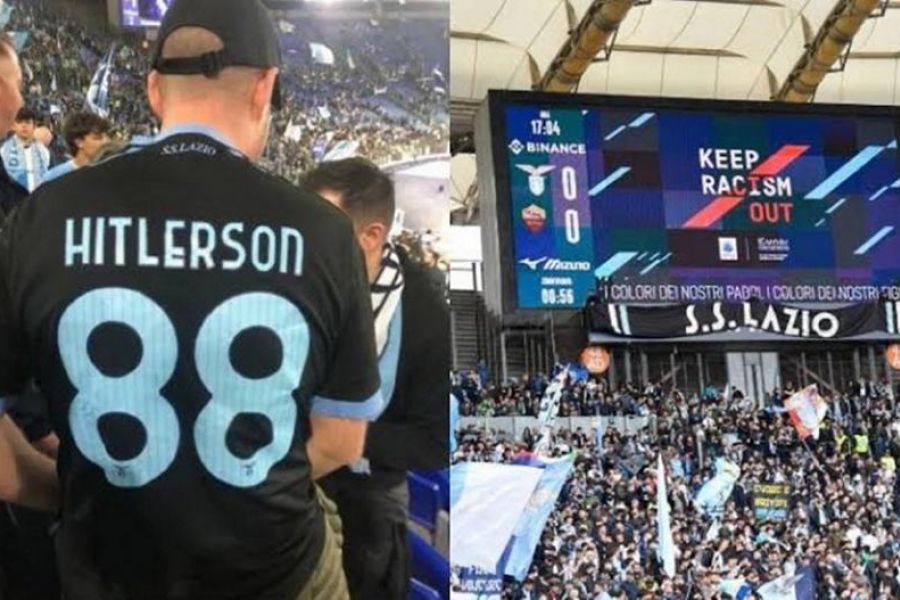 S.S. LAZIO
HITLERSON
88
17:04
BINANCE
0
0
MIZUNO
00:56
KEEP
RACISM
OUT
I COLORI DEI NOSTRI PADRI, I COLORI DEI NOSTRI FIGLI
S.S. LAZIO